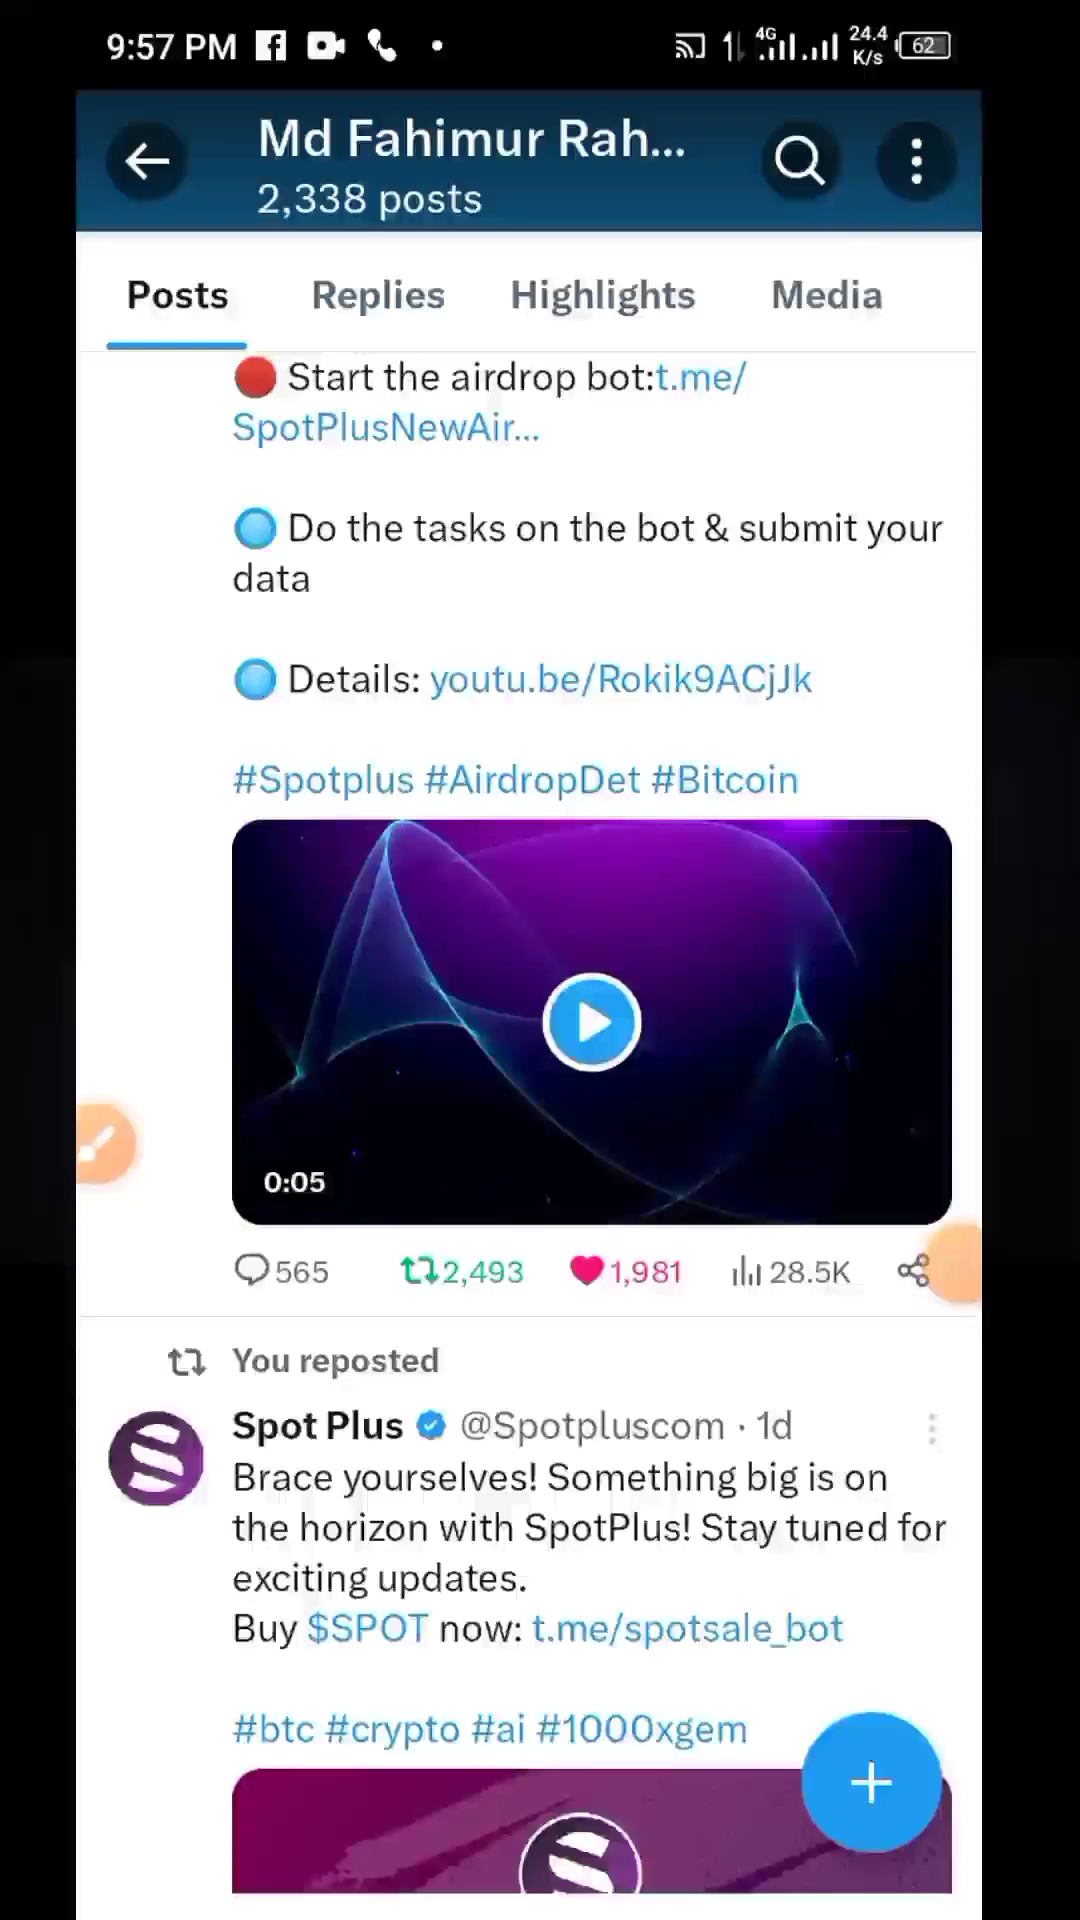 9:57 PM
4G
24.4
K/s
62
Md Fahimur Rah...
2,338 posts
Posts Replies Highlights Media
🔴 Start the airdrop bot:t.me/
SpotPlusNewAir...
🔵 Do the tasks on the bot & submit your
data
🔵 Details: youtu.be/Rokik9ACjJk
#Spotplus #AirdropDet #Bitcoin
0:05
565 2,493 1,981 28.5K
You reposted
Spot Plus @Spotpluscom · 1d
Brace yourselves! Something big is on
the horizon with SpotPlus! Stay tuned for
exciting updates.
Buy $SPOT now: t.me/spotsale_bot
#btc #crypto #ai #1000xgem